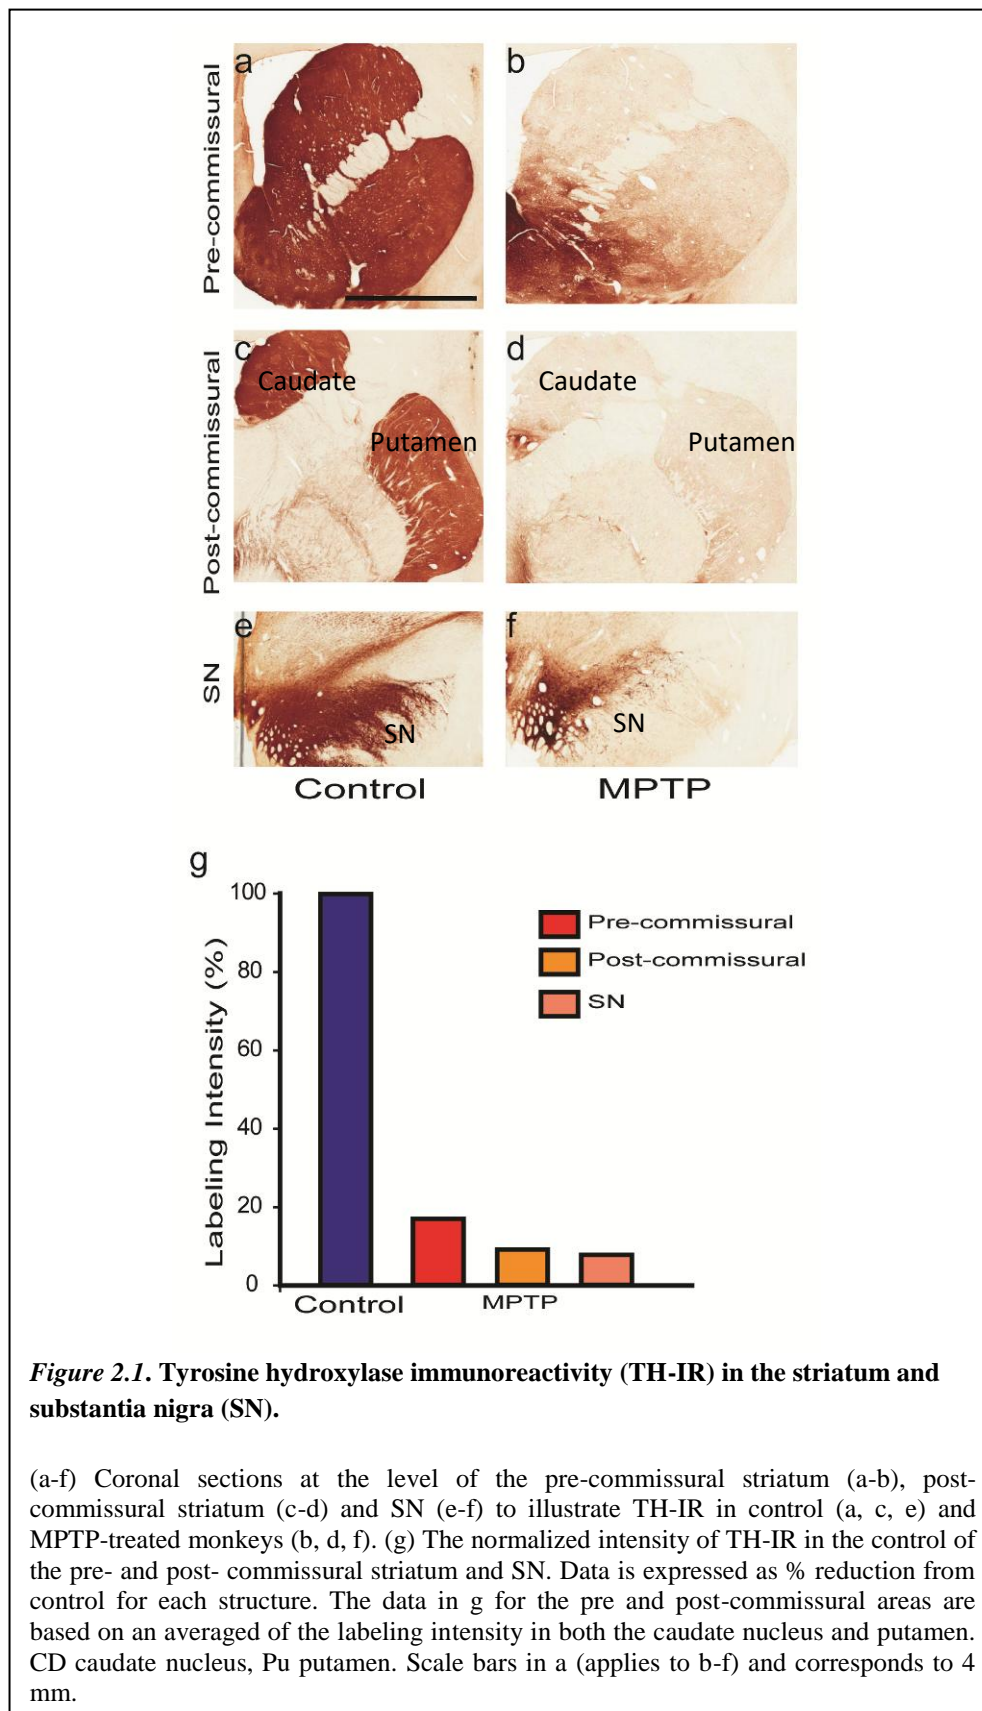 a
b
Pre-commissural
c
Caudate
Putamen
d
Caudate
Putamen
Post-commissural
e
SN
f
SN
SN
Control
MPTP
g
100
80
60
40
20
0
Labeling Intensity (%)
Pre-commissural
Post-commissural
SN
Control
MPTP
Figure 2.1. Tyrosine hydroxylase immunoreactivity (TH-IR) in the striatum and
substantia nigra (SN).
(a-f) Coronal sections at the level of the pre-commissural striatum (a-b), post-
commissural striatum (c-d) and SN (e-f) to illustrate TH-IR in control (a, c, e) and
MPTP-treated monkeys (b, d, f). (g) The normalized intensity of TH-IR in the control of
the pre- and post- commissural striatum and SN. Data is expressed as % reduction from
control for each structure. The data in g for the pre and post-commissural areas are
based on an averaged of the labeling intensity in both the caudate nucleus and putamen.
CD caudate nucleus, Pu putamen. Scale bars in a (applies to b-f) and corresponds to 4
mm.